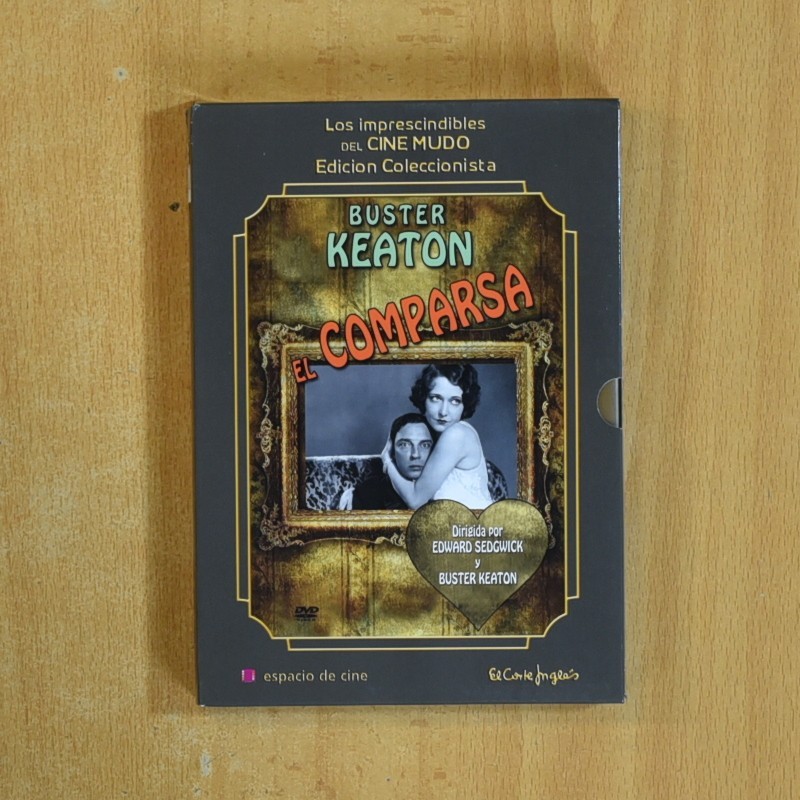 Los imprescindibles
DEL CINE MUDO
Edicion Coleccionista
BUSTER
KEATON
EL COMPARSA
Dirigida por
EDWARD SEDGWICK
y
BUSTER KEATON
DVD
espacio de cine
El Corte Inglés